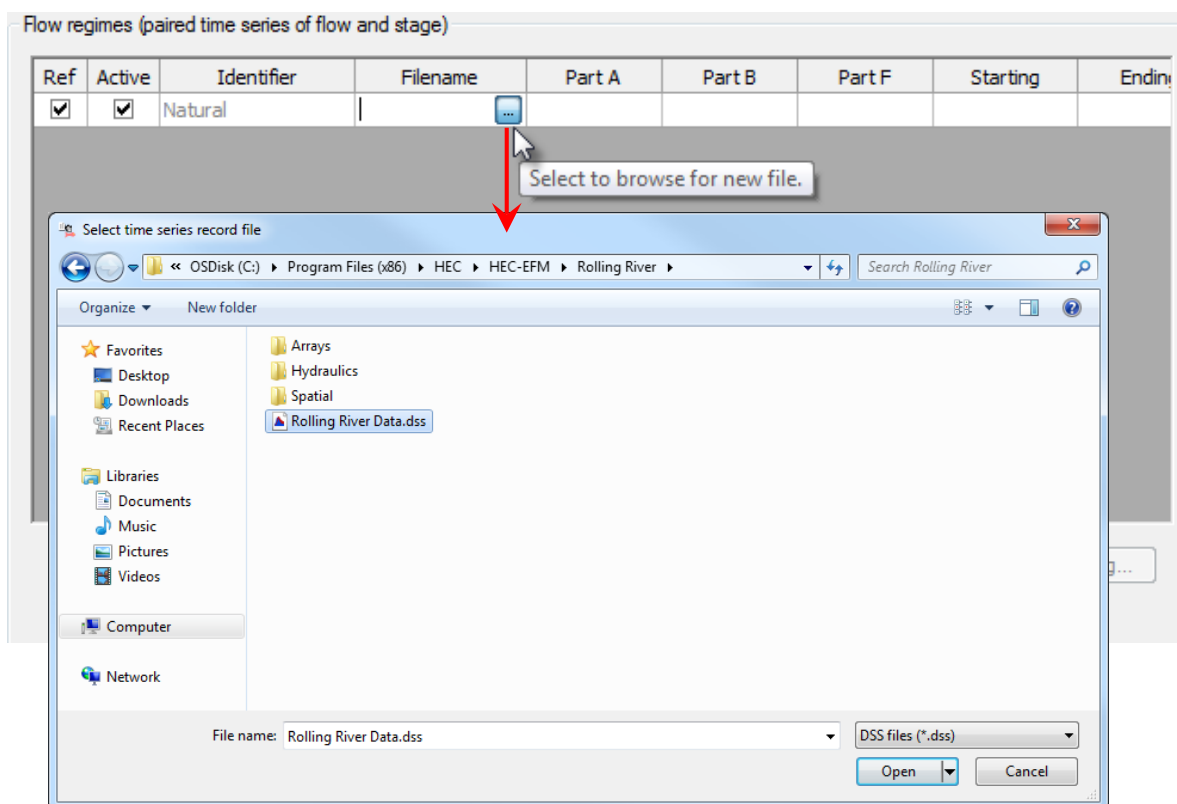 Flow regimes (paired time series of flow and stage)
Ref Active Identifier Filename Part A Part B Part F Starting Ending
Natural ...
Select to browse for new file.
Select time series record file
« OSDisk (C:) Program Files (x86) HEC HEC-EFM Rolling River Search Rolling River
Organize New folder
Favorites
Desktop
Downloads
Recent Places
Libraries
Documents
Music
Pictures
Videos
Computer
Network
Arrays
Hydraulics
Spatial
Rolling River Data.dss
g...
File name: Rolling River Data.dss DSS files (*.dss)
Open Cancel